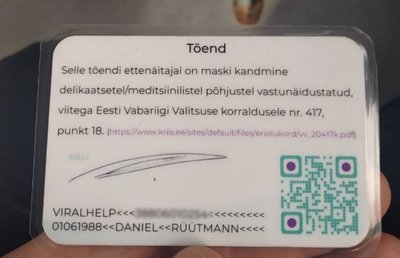 Tõend
Selle tõendi ettenäitajal on maski kandmine
delikaatsetel/meditsiinilistel põhjustel vastunäidustatud,
viitega Eesti Vabariigi Valitsuse korraldusele nr. 417,
punkt 18. (https://www.kriis.ee/sites/default/files/eriolukord/vv_20417k.pdf)
Allkiri
VIRALHELP<<< <<<<<<<<
01061988<<DANIEL<RÜÜTMANN<<<<